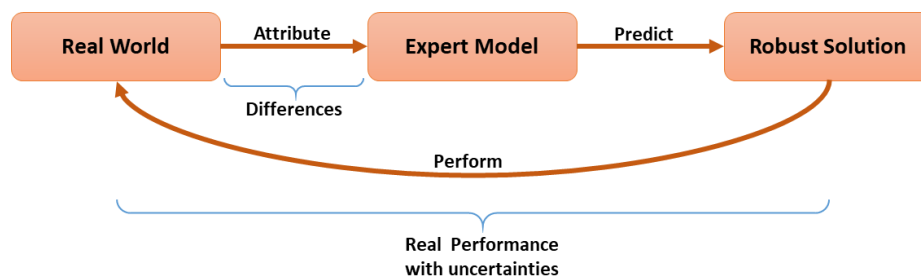 Real World
Attribute
Expert Model
Predict
Robust Solution
Differences
Perform
Real Performance
with uncertainties